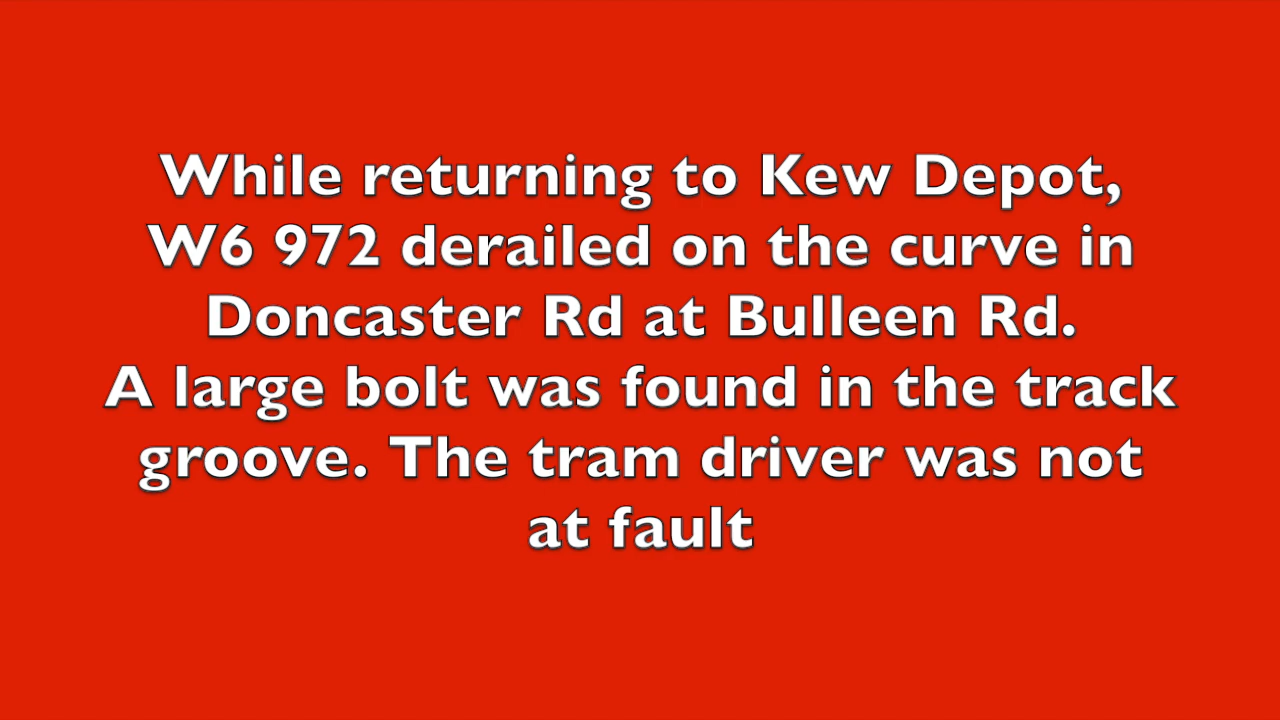 While returning to Kew Depot,
W6 972 derailed on the curve in
Doncaster Rd at Bulleen Rd.
A large bolt was found in the track
groove. The tram driver was not
at fault